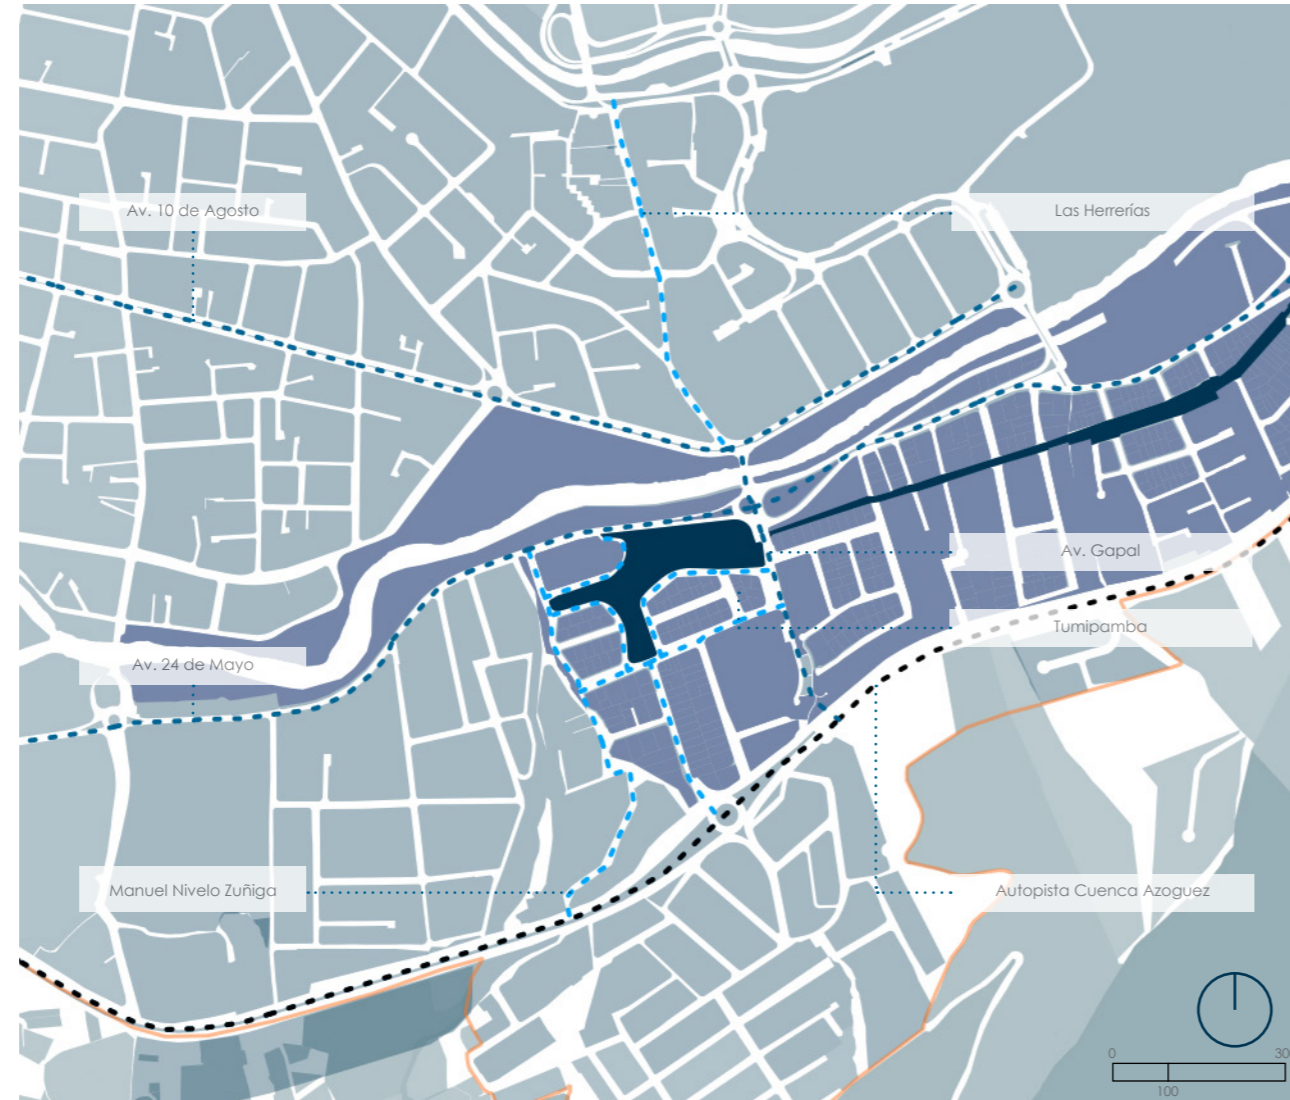 Av. 10 de Agosto
Las Herrerías
Av. Gapal
Tumipamba
Av. 24 de Mayo
Manuel Nivelo Zuñiga
Autopista Cuenca Azoguez
0
30
100